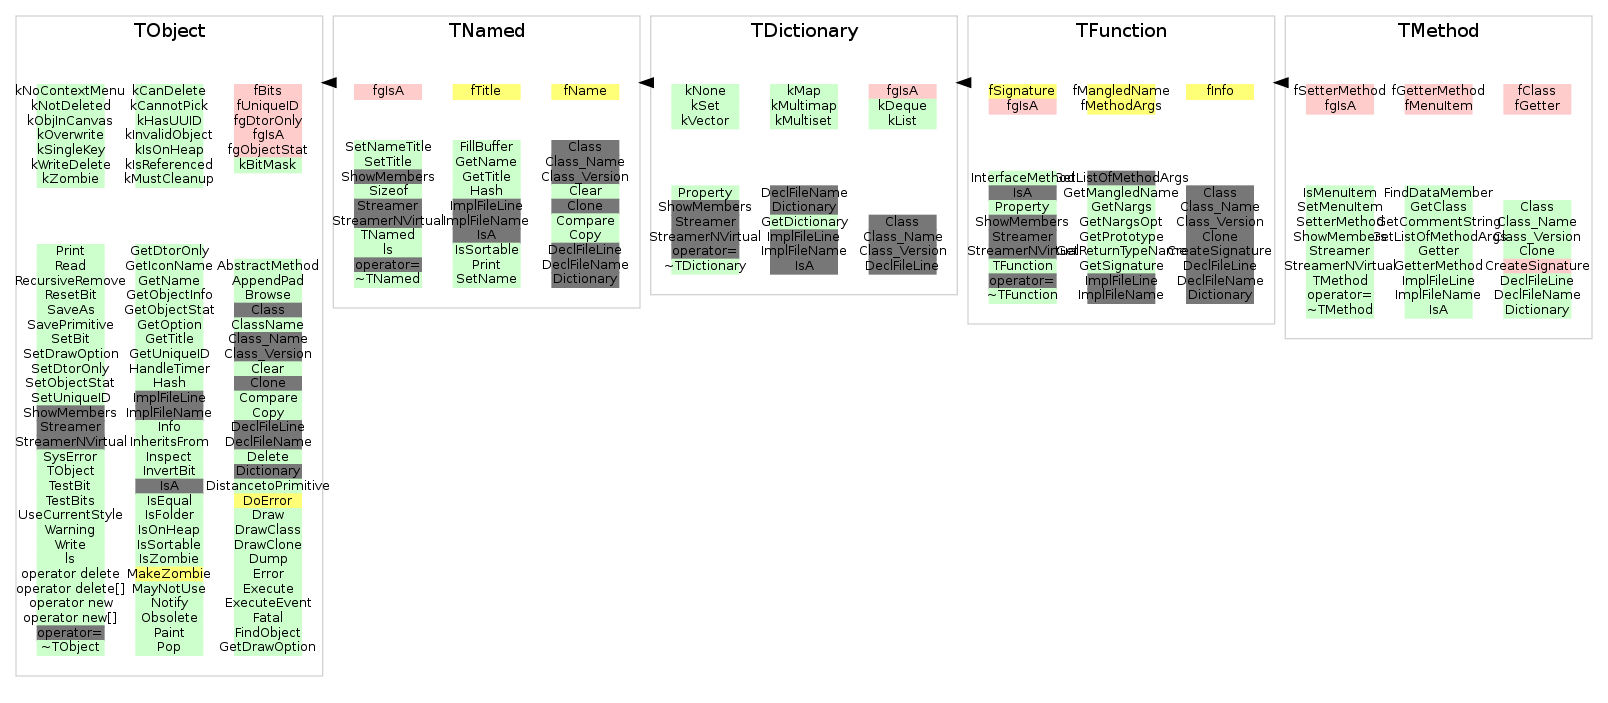 TObject
kNoContextMenu kCanDelete fBits
kNotDeleted kCannotPick fUniqueID
kObjInCanvas kHasUUID fgDtorOnly
kOverwrite kInvalidObject fgIsA
kSingleKey kIsOnHeap fgObjectStat
kWriteDelete kIsReferenced kBitMask
kZombie kMustCleanup
Print GetDtorOnly
Read GetIconName AbstractMethod
RecursiveRemove GetName AppendPad
ResetBit GetObjectInfo Browse
SaveAs GetObjectStat Class
SavePrimitive GetOption ClassName
SetBit GetTitle Class_Name
SetDrawOption GetUniqueID Class_Version
SetDtorOnly HandleTimer Clear
SetObjectStat Hash Clone
SetUniqueID ImplFileLine Compare
ShowMembers ImplFileName Copy
Streamer Info DeclFileLine
StreamerNVirtual InheritsFrom DeclFileName
SysError Inspect Delete
TObject InvertBit Dictionary
TestBit IsA DistancetoPrimitive
TestBits IsEqual DoError
UseCurrentStyle IsFolder Draw
Warning IsOnHeap DrawClass
Write IsSortable DrawClone
ls IsZombie Dump
operator delete MakeZombie Error
operator delete[] MayNotUse Execute
operator new Notify ExecuteEvent
operator new[] Obsolete Fatal
operator= Paint FindObject
~TObject Pop GetDrawOption
TNamed
fgIsA fTitle fName
SetNameTitle FillBuffer Class
SetTitle GetName Class_Name
ShowMembers GetTitle Class_Version
Sizeof Hash Clear
Streamer ImplFileLine Clone
StreamerNVirtual ImplFileName Compare
TNamed IsA Copy
ls IsSortable DeclFileLine
operator= Print DeclFileName
~TNamed SetName Dictionary
TDictionary
kNone kMap fgIsA
kSet kMultimap kDeque
kVector kMultiset kList
Property DeclFileName
ShowMembers Dictionary
Streamer GetDictionary Class
StreamerNVirtual ImplFileLine Class_Name
operator= ImplFileName Class_Version
~TDictionary IsA DeclFileLine
TFunction
fSignature fMangledName fInfo
fgIsA fMethodArgs
InterfaceMethod GetListOfMethodArgs
IsA GetMangledName Class
Property GetNargs Class_Name
ShowMembers GetNargsOpt Class_Version
Streamer GetPrototype Clone
StreamerNVirtual GetReturnTypeName CreateSignature
TFunction GetSignature DeclFileLine
operator= ImplFileLine DeclFileName
~TFunction ImplFileName Dictionary
TMethod
fSetterMethod fGetterMethod fClass
fgIsA fMenuItem fGetter
IsMenuItem FindDataMember
SetMenuItem GetClass Class
SetterMethod GetCommentString Class_Name
ShowMembers GetListOfMethodArgs Class_Version
Streamer Getter Clone
StreamerNVirtual GetterMethod CreateSignature
TMethod ImplFileLine DeclFileLine
operator= ImplFileName DeclFileName
~TMethod IsA Dictionary